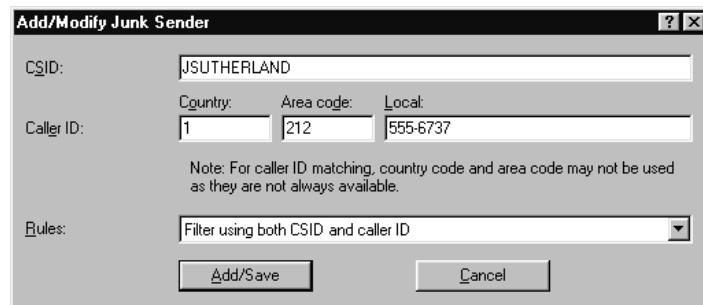 Add/Modify Junk Sender
CSID:
JSUTHERLAND
Country:
Area code:
Local:
Caller ID:
1
212
555-6737
Note: For caller ID matching, country code and area code may not be used
as they are not always available.
Rules:
Filter using both CSID and caller ID
Add/Save
Cancel